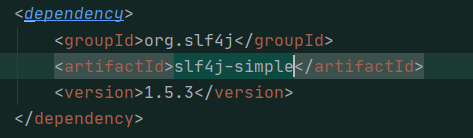 <dependency>
    <groupId>org.slf4j</groupId>
    <artifactId>slf4j-simple</artifactId>
    <version>1.5.3</version>
</dependency>